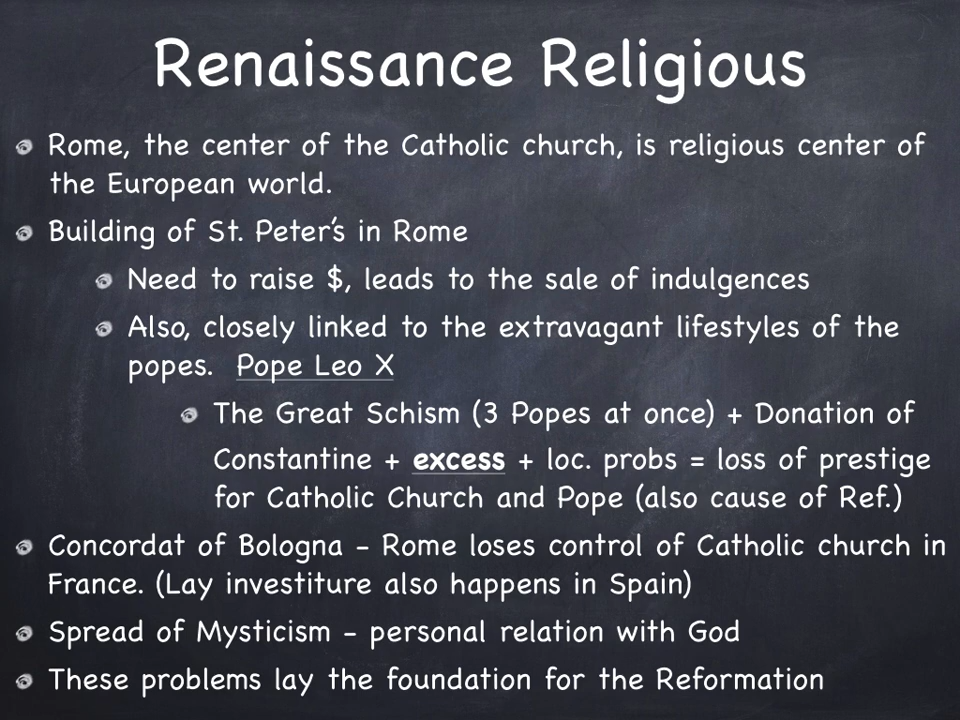 Renaissance Religious
Rome, the center of the Catholic church, is religious center of
the European world.
Building of St. Peter's in Rome
Need to raise $, leads to the sale of indulgences
Also, closely linked to the extravagant lifestyles of the
popes. Pope Leo X
The Great Schism (3 Popes at once) + Donation of
Constantine + excess + loc. probs = loss of prestige
for Catholic Church and Pope (also cause of Ref.)
Concordat of Bologna - Rome loses control of Catholic church in
France. (Lay investiture also happens in Spain)
Spread of Mysticism - personal relation with God
These problems lay the foundation for the Reformation